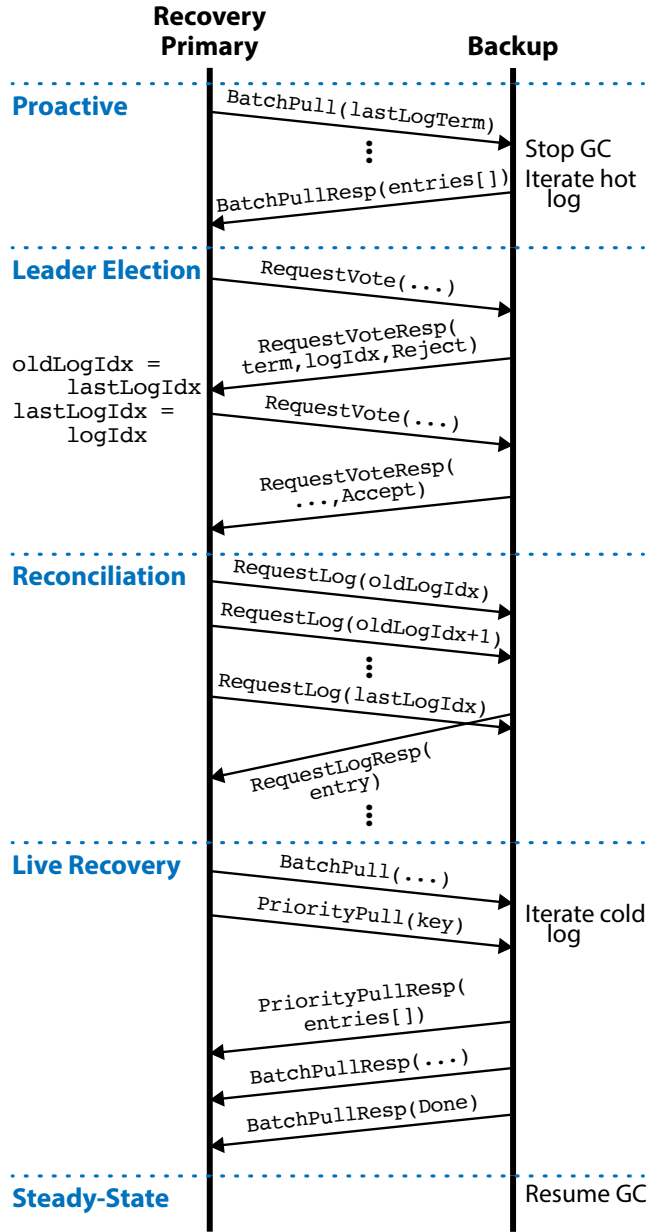 Recovery
Primary
Backup
Proactive
BatchPull(lastLogTerm)
Stop GC
Iterate hot
log
BatchPullResp(entries[])
Leader Election
RequestVote(...)
RequestVoteResp(
term,logIdx,Reject)
oldLogIdx =
lastLogIdx
lastLogIdx =
logIdx
RequestVote(...)
RequestVoteResp(
...,Accept)
Reconciliation
RequestLog(oldLogIdx)
RequestLog(oldLogIdx+1)
RequestLog(lastLogIdx)
RequestLogResp(
entry)
Live Recovery
BatchPull(...)
PriorityPull(key)
Iterate cold
log
PriorityPullResp(
entries[])
BatchPullResp(...)
BatchPullResp(Done)
Steady-State
Resume GC